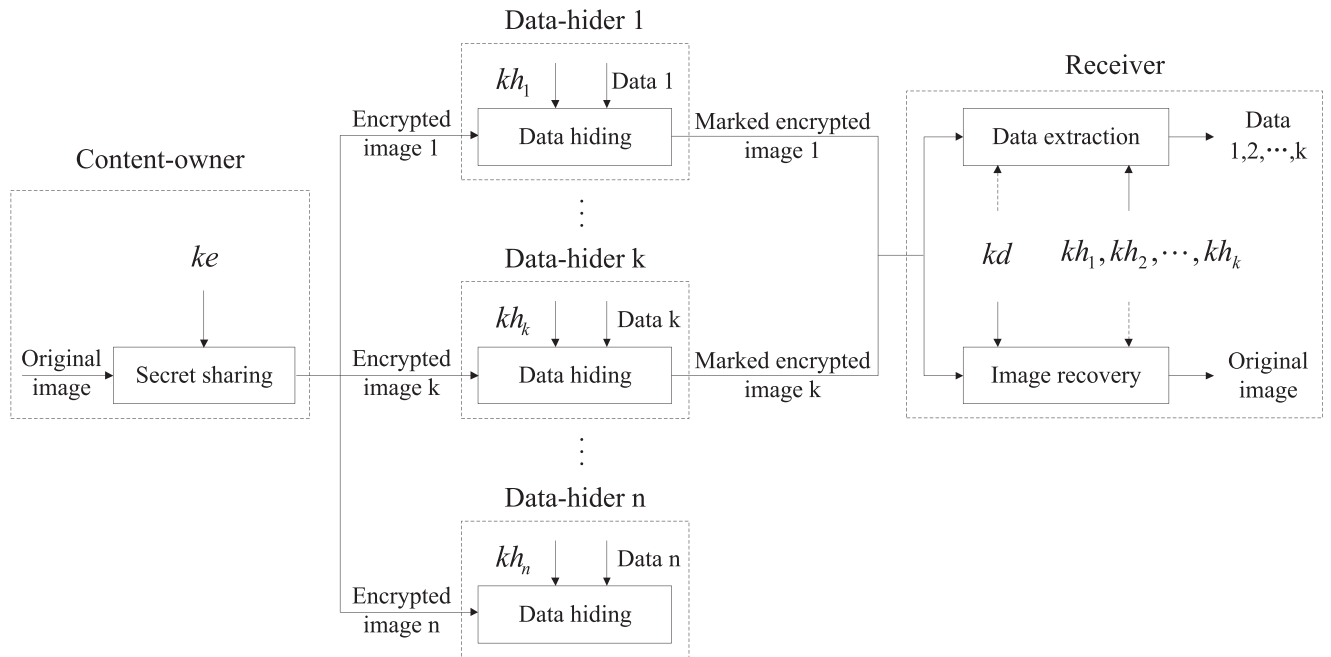 Content-owner
ke
Original
image
Secret sharing
Encrypted
image 1
Encrypted
image k
Encrypted
image n
Data-hider 1
kh₁
Data 1
Data hiding
⋮
Data-hider k
khₖ
Data k
Data hiding
⋮
Data-hider n
khₙ
Data n
Data hiding
Marked encrypted
image 1
Marked encrypted
image k
Receiver
Data extraction
Data
1,2,⋯,k
kd
kh₁, kh₂, ⋯, khₖ
Image recovery
Original
image